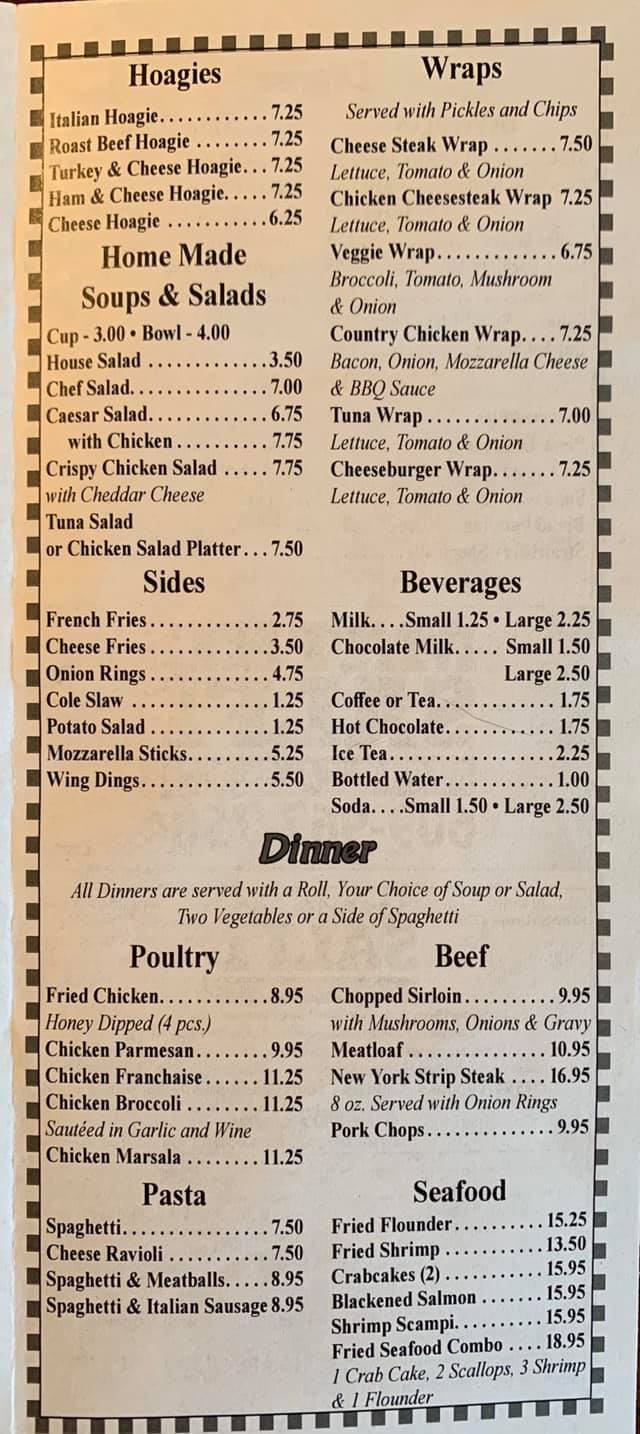 Hoagies
Italian Hoagie............7.25
Roast Beef Hoagie ........7.25
Turkey & Cheese Hoagie...7.25
Ham & Cheese Hoagie.....7.25
Cheese Hoagie ...........6.25
Home Made
Soups & Salads
Cup - 3.00 • Bowl - 4.00
House Salad .............3.50
Chef Salad...............7.00
Caesar Salad.............6.75
with Chicken ..........7.75
Crispy Chicken Salad .....7.75
with Cheddar Cheese
Tuna Salad
or Chicken Salad Platter...7.50
Wraps
Served with Pickles and Chips
Cheese Steak Wrap .......7.50
Lettuce, Tomato & Onion
Chicken Cheesesteak Wrap 7.25
Lettuce, Tomato & Onion
Veggie Wrap.............6.75
Broccoli, Tomato, Mushroom
& Onion
Country Chicken Wrap....7.25
Bacon, Onion, Mozzarella Cheese
& BBQ Sauce
Tuna Wrap ..............7.00
Lettuce, Tomato & Onion
Cheeseburger Wrap.......7.25
Lettuce, Tomato & Onion
Sides
French Fries.............2.75
Cheese Fries.............3.50
Onion Rings .............4.75
Cole Slaw ...............1.25
Potato Salad .............1.25
Mozzarella Sticks.........5.25
Wing Dings..............5.50
Beverages
Milk....Small 1.25 • Large 2.25
Chocolate Milk..... Small 1.50
Large 2.50
Coffee or Tea.............1.75
Hot Chocolate............1.75
Ice Tea..................2.25
Bottled Water............1.00
Soda....Small 1.50 • Large 2.50
Dinner
All Dinners are served with a Roll, Your Choice of Soup or Salad,
Two Vegetables or a Side of Spaghetti
Poultry
Fried Chicken............8.95
Honey Dipped (4 pcs.)
Chicken Parmesan........9.95
Chicken Franchaise......11.25
Chicken Broccoli ........11.25
Sautéed in Garlic and Wine
Chicken Marsala ........11.25
Beef
Chopped Sirloin..........9.95
with Mushrooms, Onions & Gravy
Meatloaf ...............10.95
New York Strip Steak ....16.95
8 oz. Served with Onion Rings
Pork Chops..............9.95
Pasta
Spaghetti................7.50
Cheese Ravioli ...........7.50
Spaghetti & Meatballs.....8.95
Spaghetti & Italian Sausage 8.95
Seafood
Fried Flounder..........15.25
Fried Shrimp ...........13.50
Crabcakes (2) ...........15.95
Blackened Salmon .......15.95
Shrimp Scampi..........15.95
Fried Seafood Combo ....18.95
1 Crab Cake, 2 Scallops, 3 Shrimp
& 1 Flounder